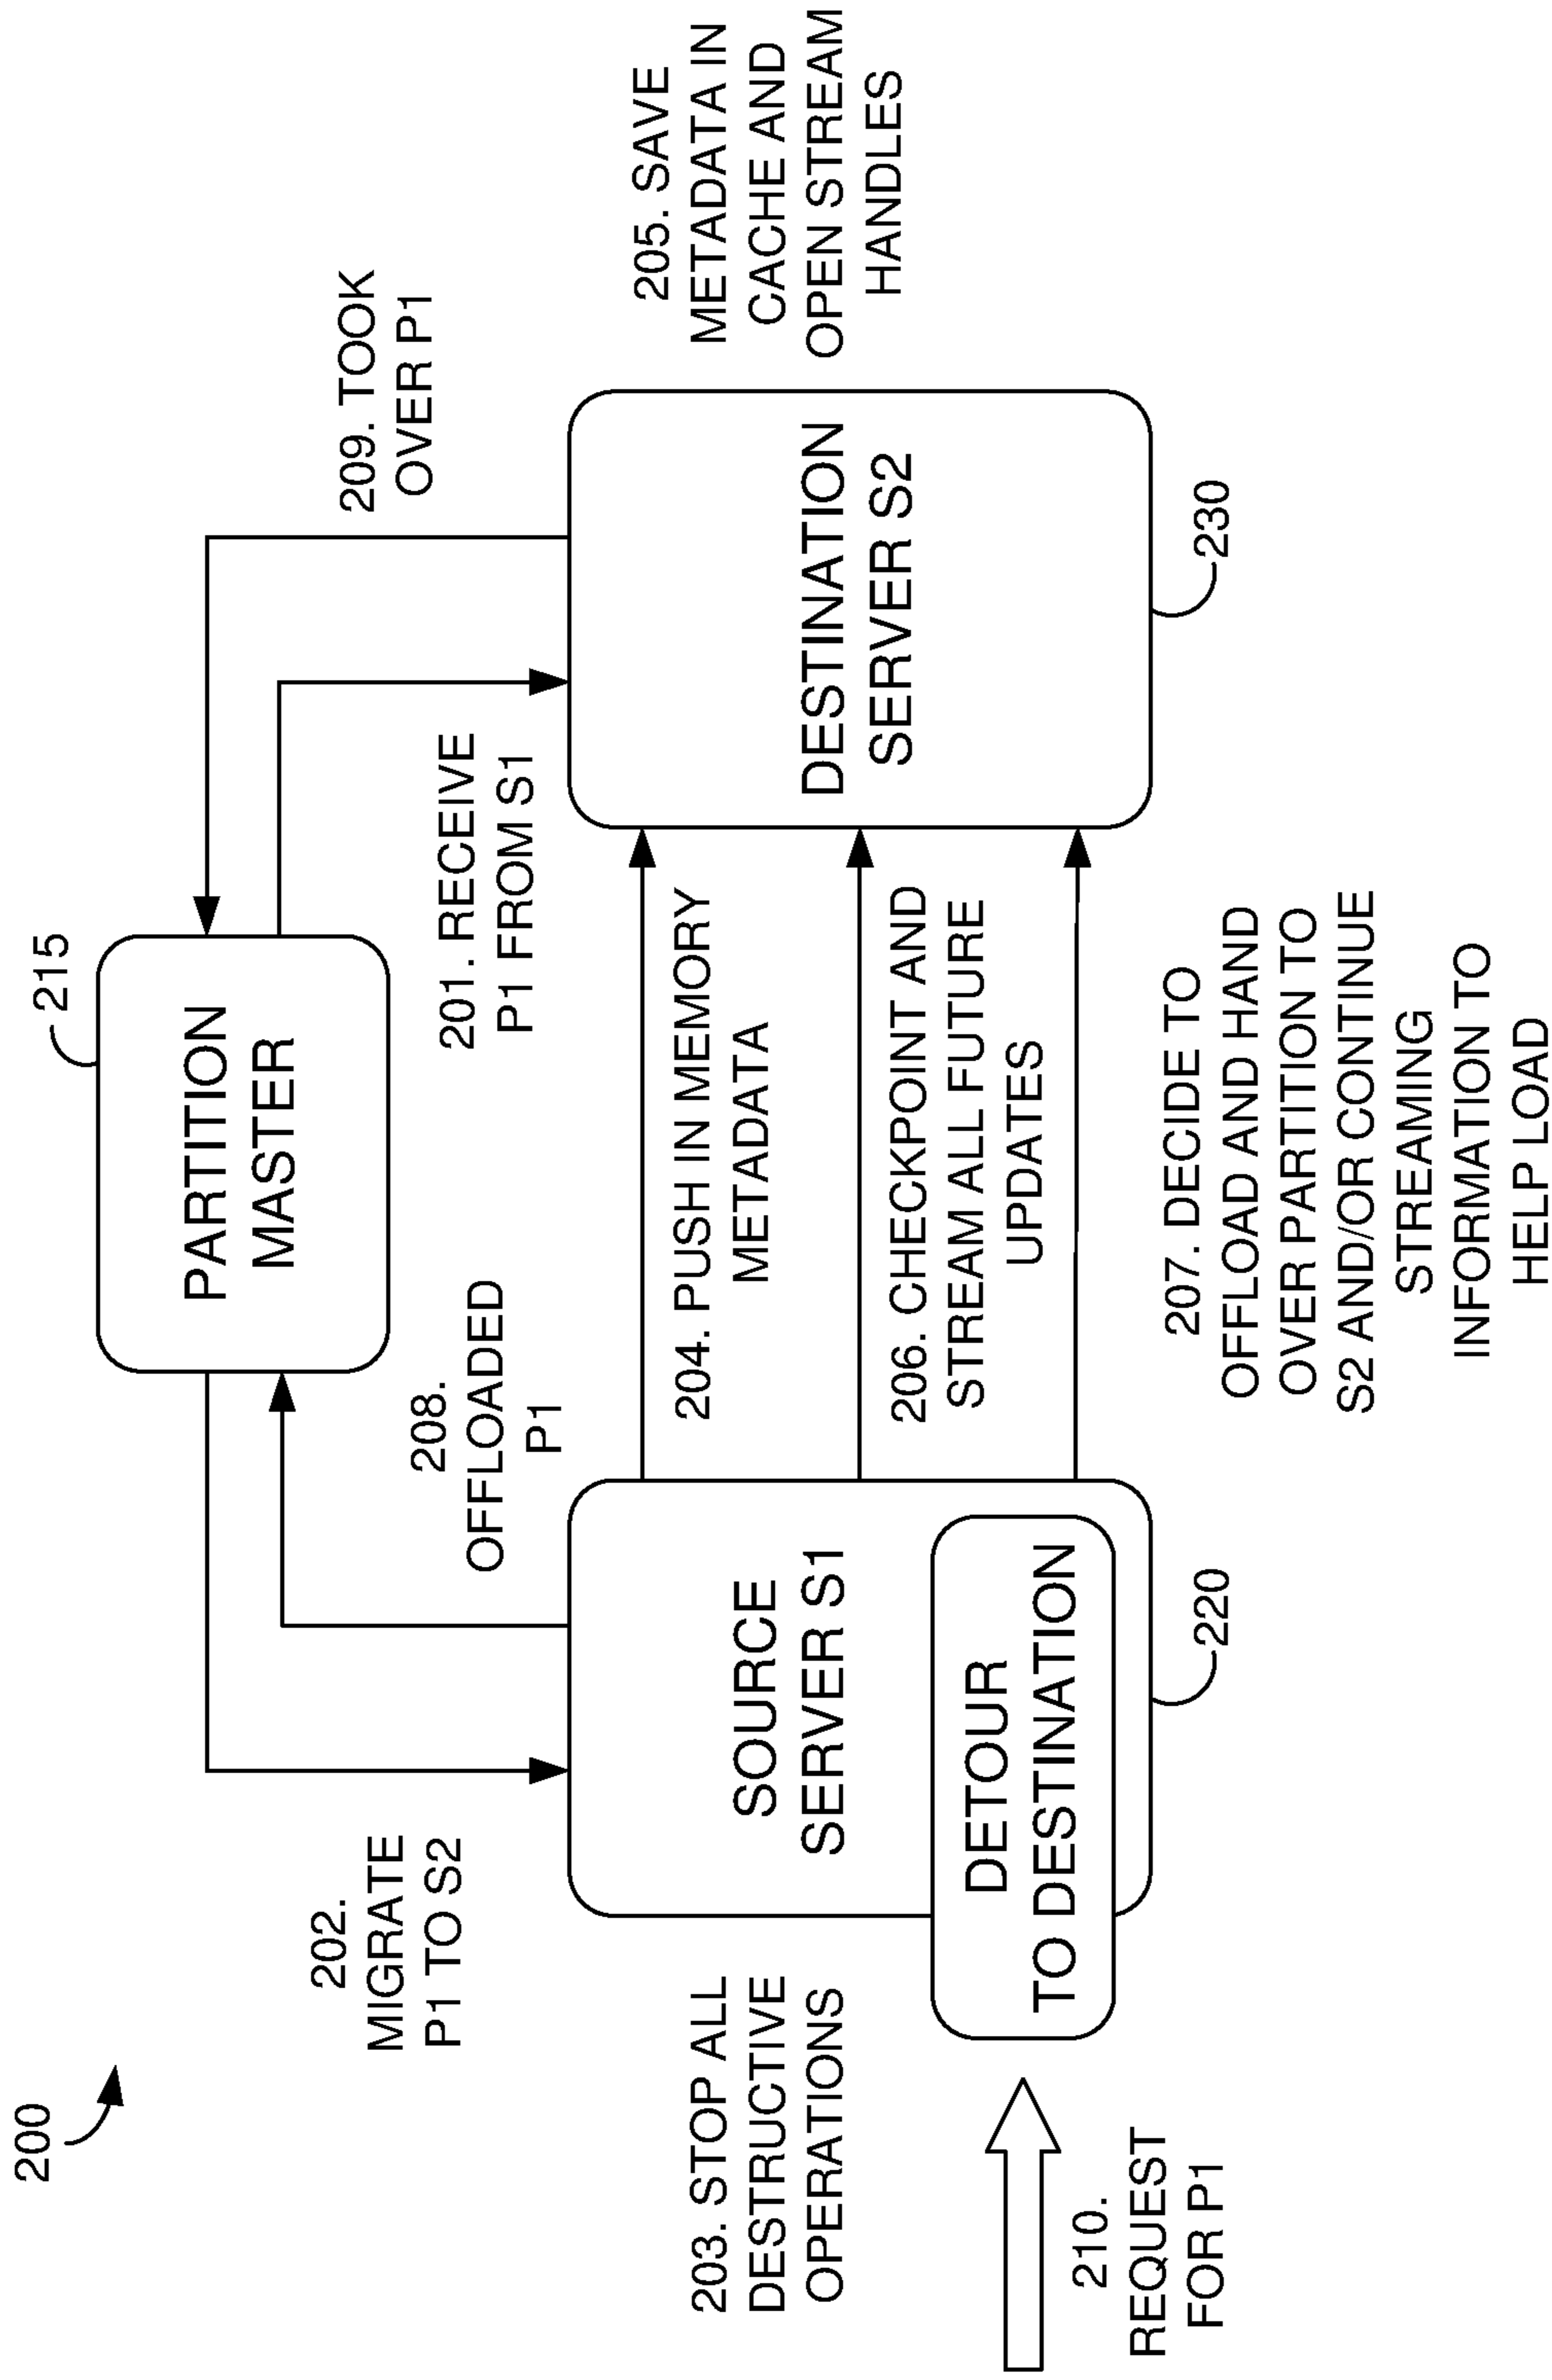 200
215
PARTITION
MASTER
202.
MIGRATE
P1 TO S2
208.
OFFLOADED
P1
201. RECEIVE
P1 FROM S1
209. TOOK
OVER P1
203. STOP ALL
DESTRUCTIVE
OPERATIONS
SOURCE
SERVER S1
DETOUR
TO DESTINATION
220
204. PUSH IN MEMORY
METADATA
206. CHECKPOINT AND
STREAM ALL FUTURE
UPDATES
207. DECIDE TO
OFFLOAD AND HAND
OVER PARTITION TO
S2 AND/OR CONTINUE
STREAMING
INFORMATION TO
HELP LOAD
DESTINATION
SERVER S2
230
205. SAVE
METADATA IN
CACHE AND
OPEN STREAM
HANDLES
210.
REQUEST
FOR P1